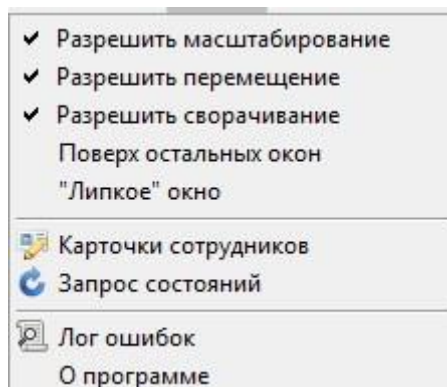 Разрешить масштабирование
Разрешить перемещение
Разрешить сворачивание
Поверх остальных окон
"Липкое" окно
Карточки сотрудников
Запрос состояний
Лог ошибок
О программе